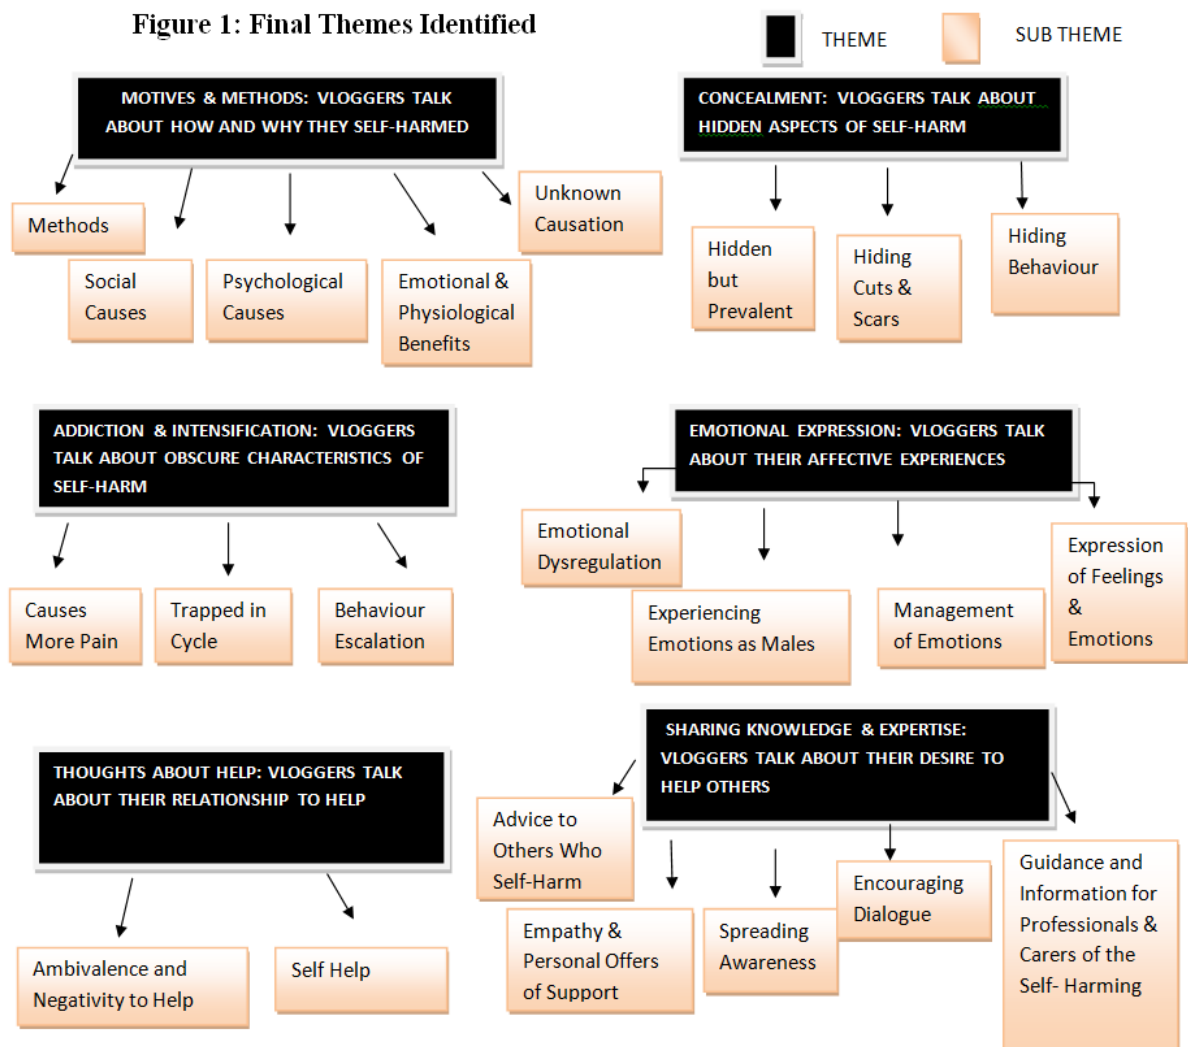 Figure 1: Final Themes Identified
THEME
SUB THEME
MOTIVES & METHODS: VLOGGERS TALK
ABOUT HOW AND WHY THEY SELF-HARMED
Methods
Social
Causes
Psychological
Causes
Emotional &
Physiological
Benefits
Unknown
Causation
CONCEALMENT: VLOGGERS TALK ABOUT
HIDDEN ASPECTS OF SELF-HARM
Hidden
but
Prevalent
Hiding
Cuts &
Scars
Hiding
Behaviour
ADDICTION & INTENSIFICATION: VLOGGERS
TALK ABOUT OBSCURE CHARACTERISTICS OF
SELF-HARM
Causes
More Pain
Trapped in
Cycle
Behaviour
Escalation
EMOTIONAL EXPRESSION: VLOGGERS TALK
ABOUT THEIR AFFECTIVE EXPERIENCES
Emotional
Dysregulation
Experiencing
Emotions as Males
Management
of Emotions
Expression
of Feelings
&
Emotions
THOUGHTS ABOUT HELP: VLOGGERS TALK
ABOUT THEIR RELATIONSHIP TO HELP
Ambivalence and
Negativity to Help
Self Help
SHARING KNOWLEDGE & EXPERTISE:
VLOGGERS TALK ABOUT THEIR DESIRE TO
HELP OTHERS
Advice to
Others Who
Self-Harm
Empathy &
Personal Offers
of Support
Spreading
Awareness
Encouraging
Dialogue
Guidance and
Information for
Professionals &
Carers of the
Self- Harming